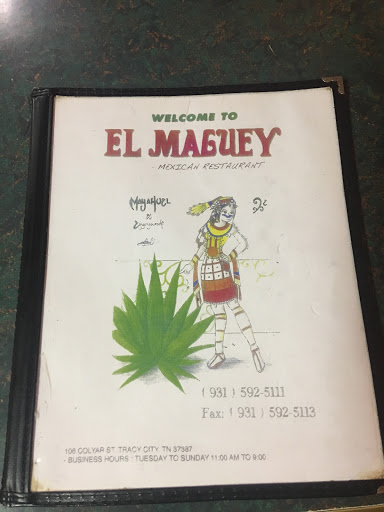 WELCOME TO
EL MAGUEY
- MEXICAN RESTAURANT
Mayahuel
( 931 ) 592-5111
Fax: ( 931 ) 592-5113
106 COLYAR ST. TRACY CITY, TN 37387
- BUSINESS HOURS : TUESDAY TO SUNDAY 11:00 AM TO 9:00